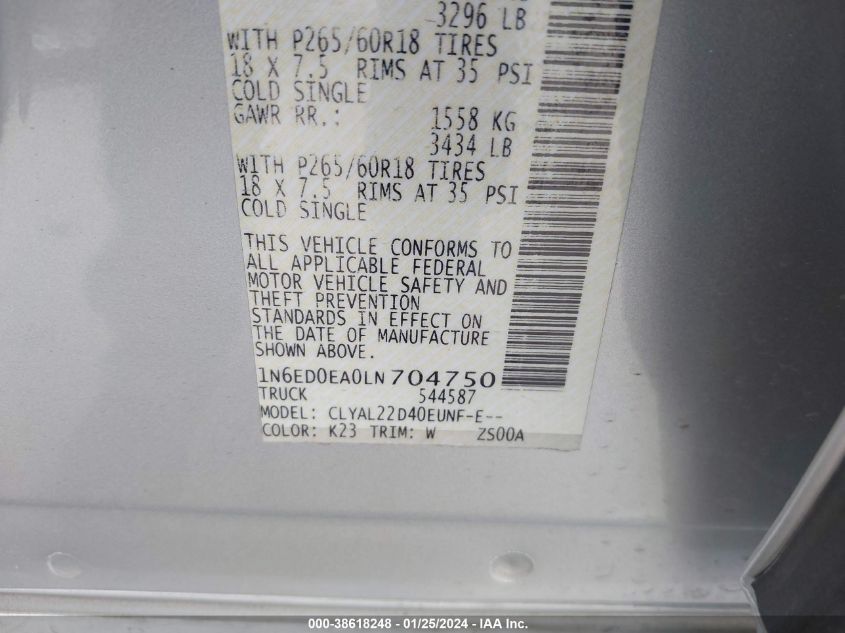 3296 LB
WITH P265/60R18 TIRES
18 X 7.5 RIMS AT 35 PSI
COLD SINGLE
GAWR RR.: 1558 KG
3434 LB
WITH P265/60R18 TIRES
18 X 7.5 RIMS AT 35 PSI
COLD SINGLE
THIS VEHICLE CONFORMS TO
ALL APPLICABLE FEDERAL
MOTOR VEHICLE SAFETY AND
THEFT PREVENTION
STANDARDS IN EFFECT ON
THE DATE OF MANUFACTURE
SHOWN ABOVE.
1N6ED0EA0LN704750
TRUCK 544587
MODEL: CLYAL22D40EUNF-E--
COLOR: K23 TRIM: W ZS00A
000-38618248 - 01/25/2024 - IAA Inc.